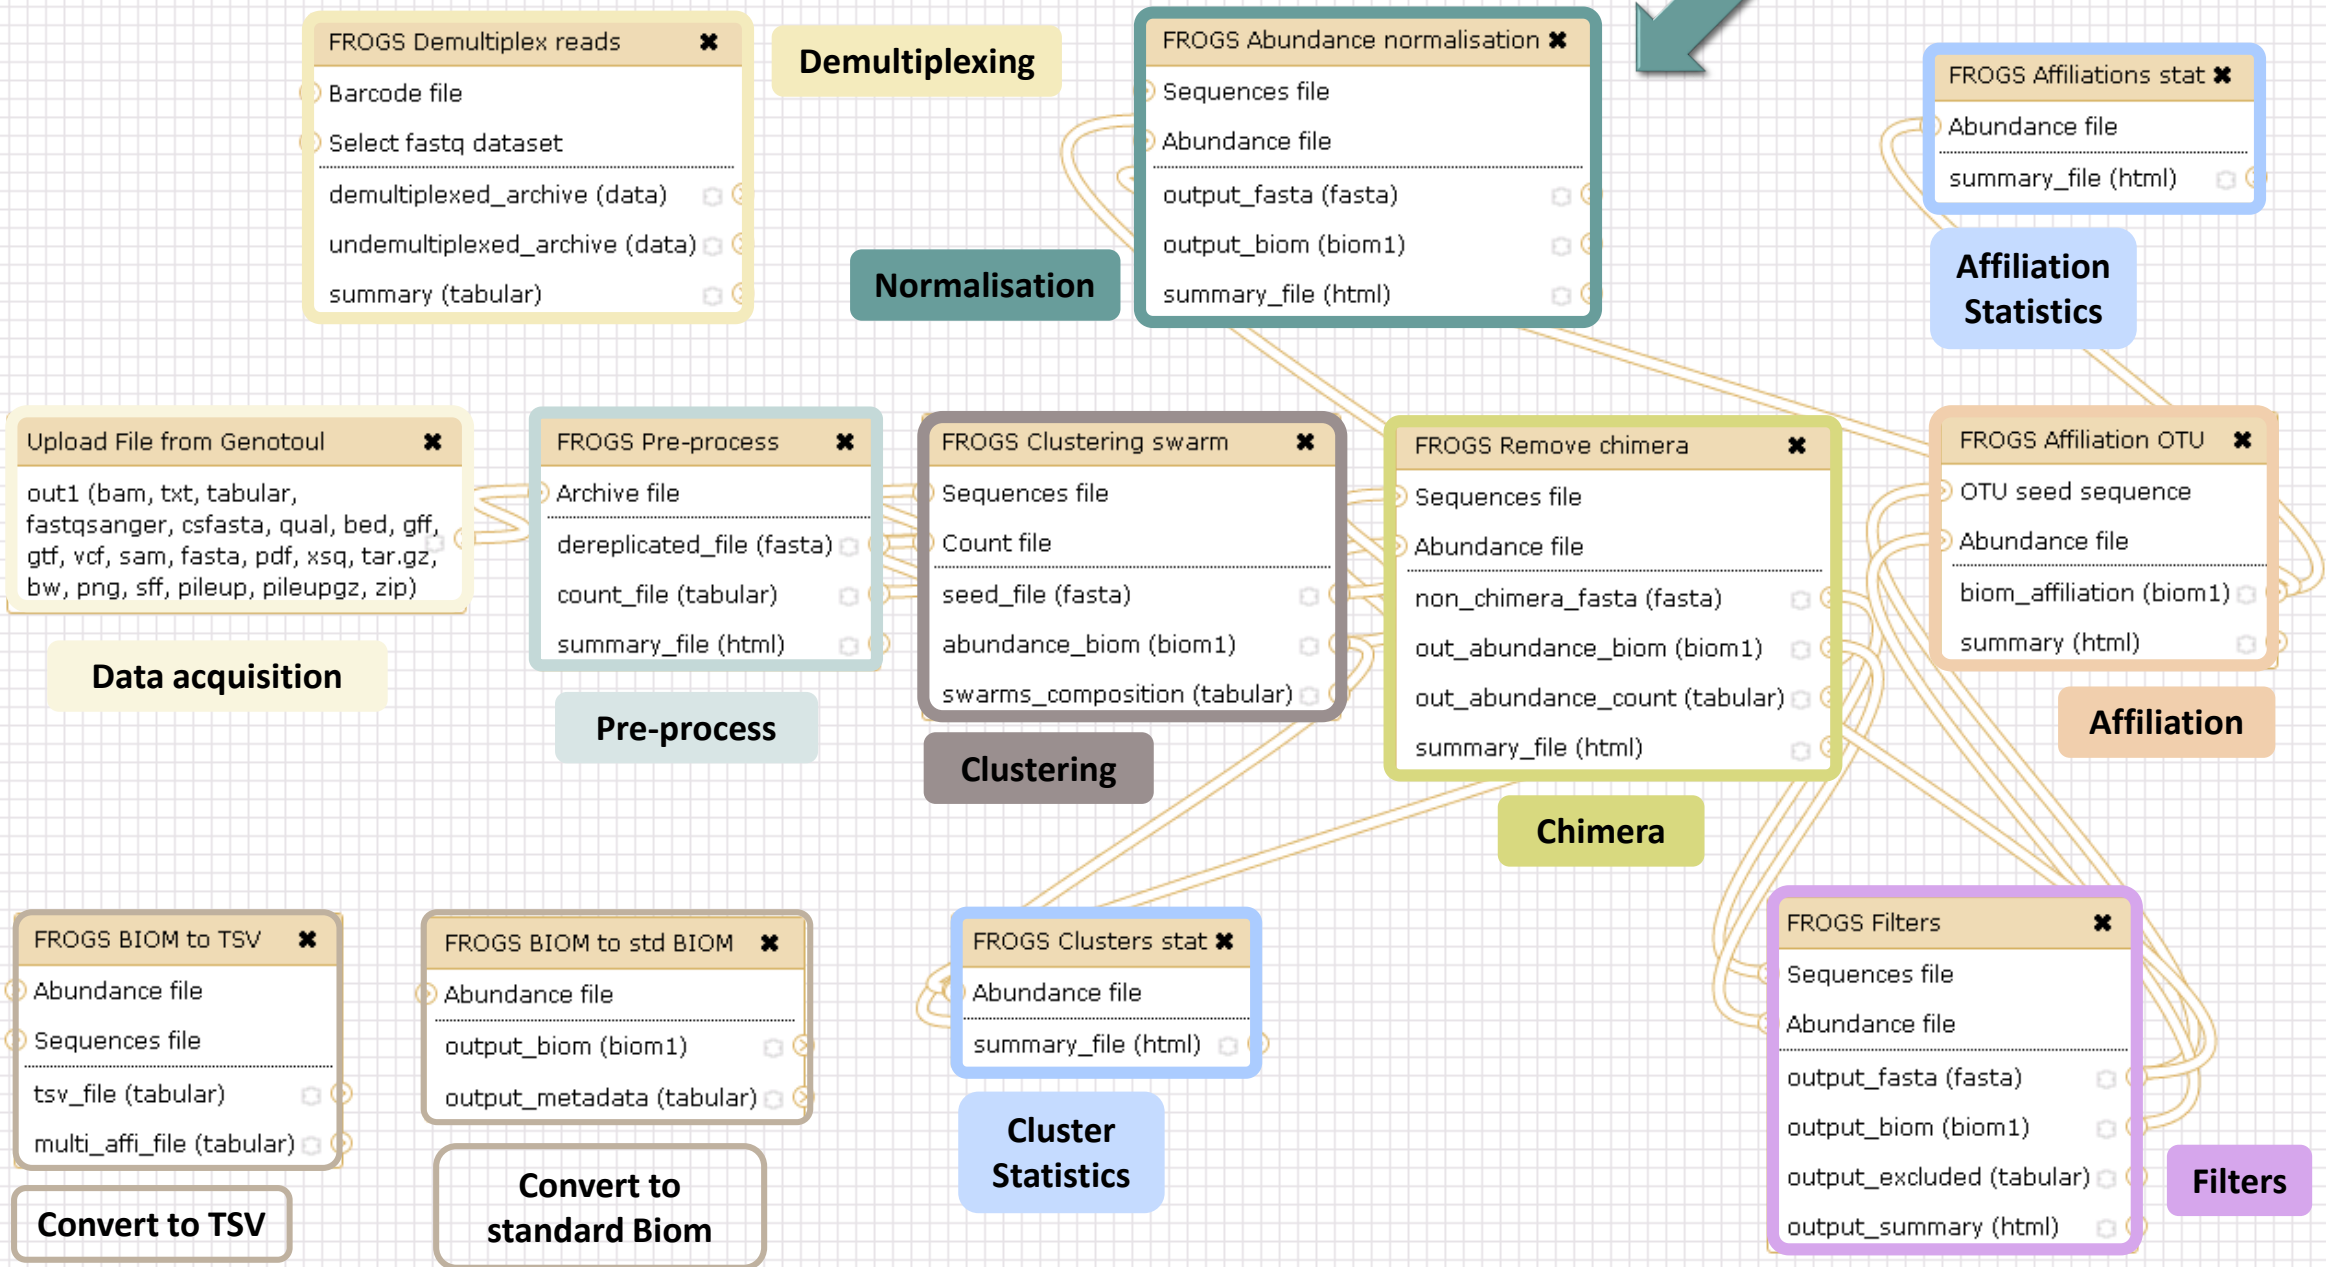 FROGS Demultiplex reads
Barcode file
Select fastq dataset
demultiplexed_archive (data)
undemultiplexed_archive (data)
summary (tabular)
Demultiplexing
FROGS Abundance normalisation
Sequences file
Abundance file
output_fasta (fasta)
output_biom (biom1)
summary_file (html)
Normalisation
FROGS Affiliations stat
Abundance file
summary_file (html)
Affiliation
Statistics
Upload File from Genotoul
out1 (bam, txt, tabular,
fastqsanger, csfasta, qual, bed, gff,
gtf, vcf, sam, fasta, pdf, xsq, tar.gz,
bw, png, sff, pileup, pileupgz, zip)
Data acquisition
FROGS Pre-process
Archive file
dereplicated_file (fasta)
count_file (tabular)
summary_file (html)
Pre-process
FROGS Clustering swarm
Sequences file
Count file
seed_file (fasta)
abundance_biom (biom1)
swarms_composition (tabular)
Clustering
FROGS Remove chimera
Sequences file
Abundance file
non_chimera_fasta (fasta)
out_abundance_biom (biom1)
out_abundance_count (tabular)
summary_file (html)
Chimera
FROGS Affiliation OTU
OTU seed sequence
Abundance file
biom_affiliation (biom1)
summary (html)
Affiliation
FROGS BIOM to TSV
Abundance file
Sequences file
tsv_file (tabular)
multi_affi_file (tabular)
Convert to TSV
FROGS BIOM to std BIOM
Abundance file
output_biom (biom1)
output_metadata (tabular)
Convert to
standard Biom
FROGS Clusters stat
Abundance file
summary_file (html)
Cluster
Statistics
FROGS Filters
Sequences file
Abundance file
output_fasta (fasta)
output_biom (biom1)
output_excluded (tabular)
output_summary (html)
Filters